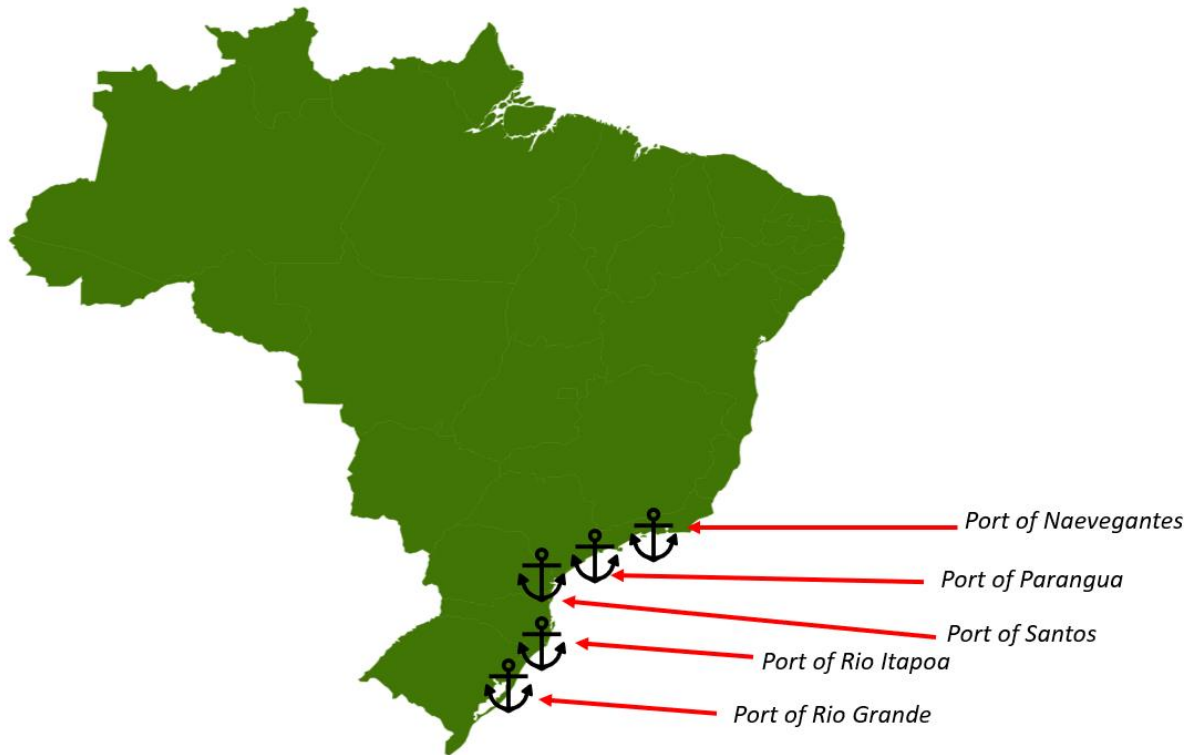 Port of Naevegantes
Port of Parangua
Port of Santos
Port of Rio Itapoa
Port of Rio Grande